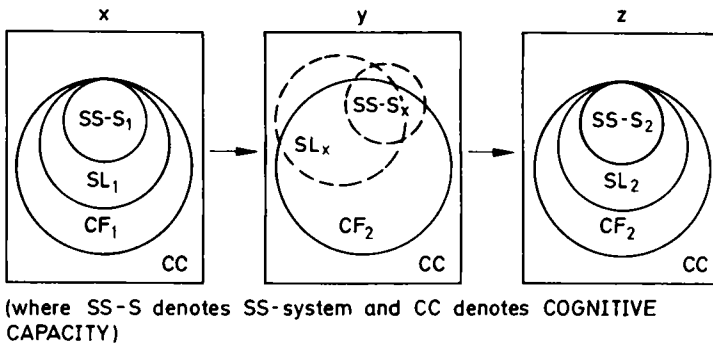 x y z
SS-S₁ SS-Sₓ SS-S₂
SLₓ
SL₁ SL₂
CF₁ CF₂ CF₂
CC CC CC
(where SS-S denotes SS-system and CC denotes COGNITIVE
CAPACITY)